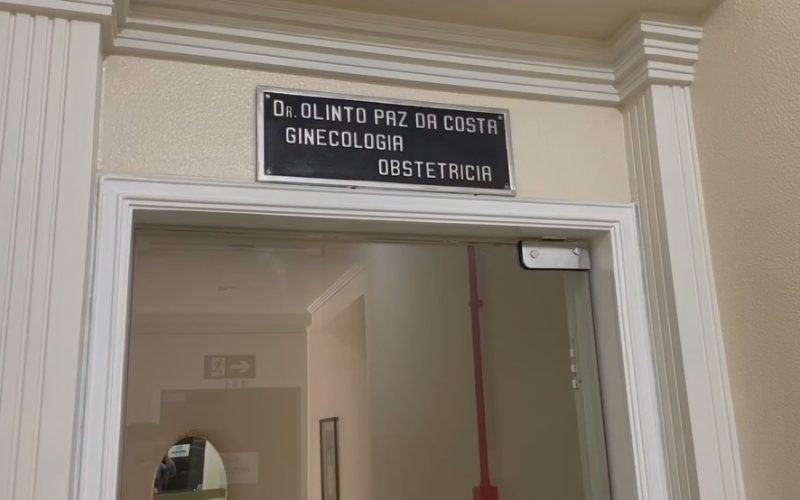 DR. OLINTO PAZ DA COSTA
GINECOLOGIA
OBSTETRICIA